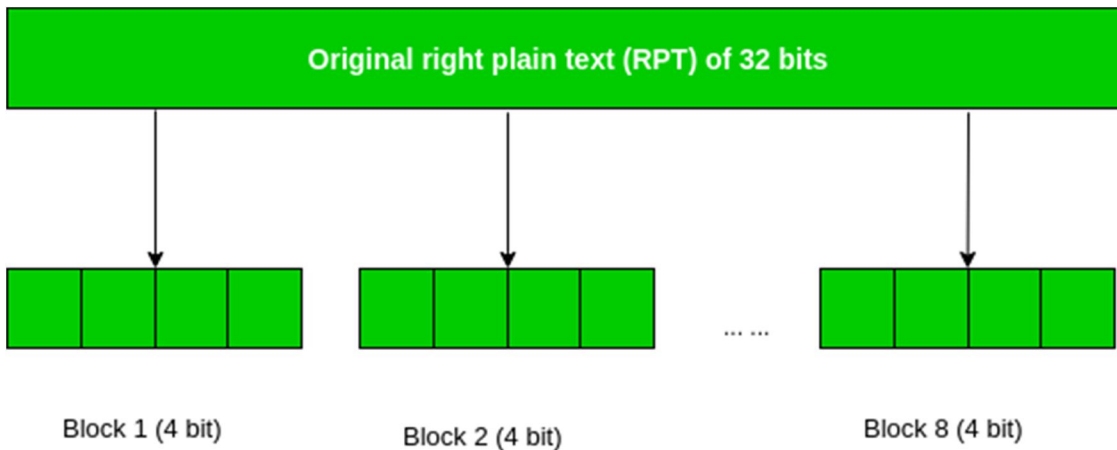 Original right plain text (RPT) of 32 bits
... ...
Block 1 (4 bit)
Block 2 (4 bit)
Block 8 (4 bit)